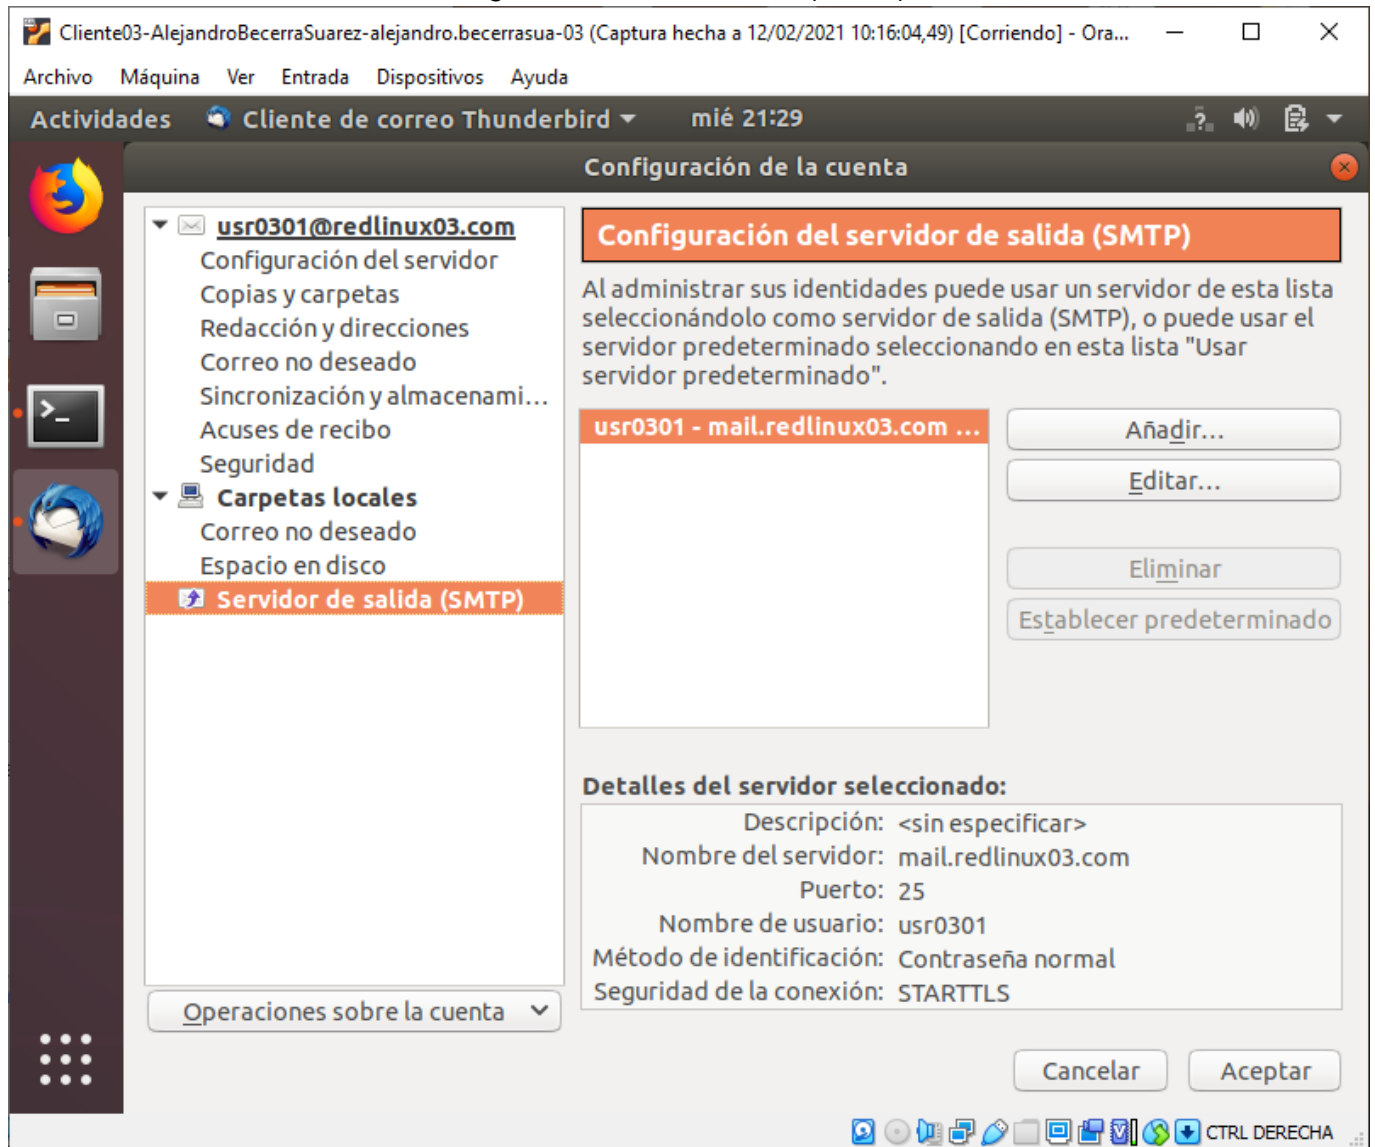 Cliente03-AlejandroBecerraSuarez-alejandro.becerrasua-03 (Captura hecha a 12/02/2021 10:16:04,49) [Corriendo] - Ora...
Archivo Máquina Ver Entrada Dispositivos Ayuda
Actividades Cliente de correo Thunderbird mié 21:29
Configuración de la cuenta
usr0301@redlinux03.com
Configuración del servidor
Copias y carpetas
Redacción y direcciones
Correo no deseado
Sincronización y almacenami...
Acuses de recibo
Seguridad
Carpetas locales
Correo no deseado
Espacio en disco
Servidor de salida (SMTP)
Operaciones sobre la cuenta
Configuración del servidor de salida (SMTP)
Al administrar sus identidades puede usar un servidor de esta lista
seleccionándolo como servidor de salida (SMTP), o puede usar el
servidor predeterminado seleccionando en esta lista "Usar
servidor predeterminado".
usr0301 - mail.redlinux03.com ...
Añadir...
Editar...
Eliminar
Establecer predeterminado
Detalles del servidor seleccionado:
Descripción: <sin especificar>
Nombre del servidor: mail.redlinux03.com
Puerto: 25
Nombre de usuario: usr0301
Método de identificación: Contraseña normal
Seguridad de la conexión: STARTTLS
Cancelar Aceptar
CTRL DERECHA